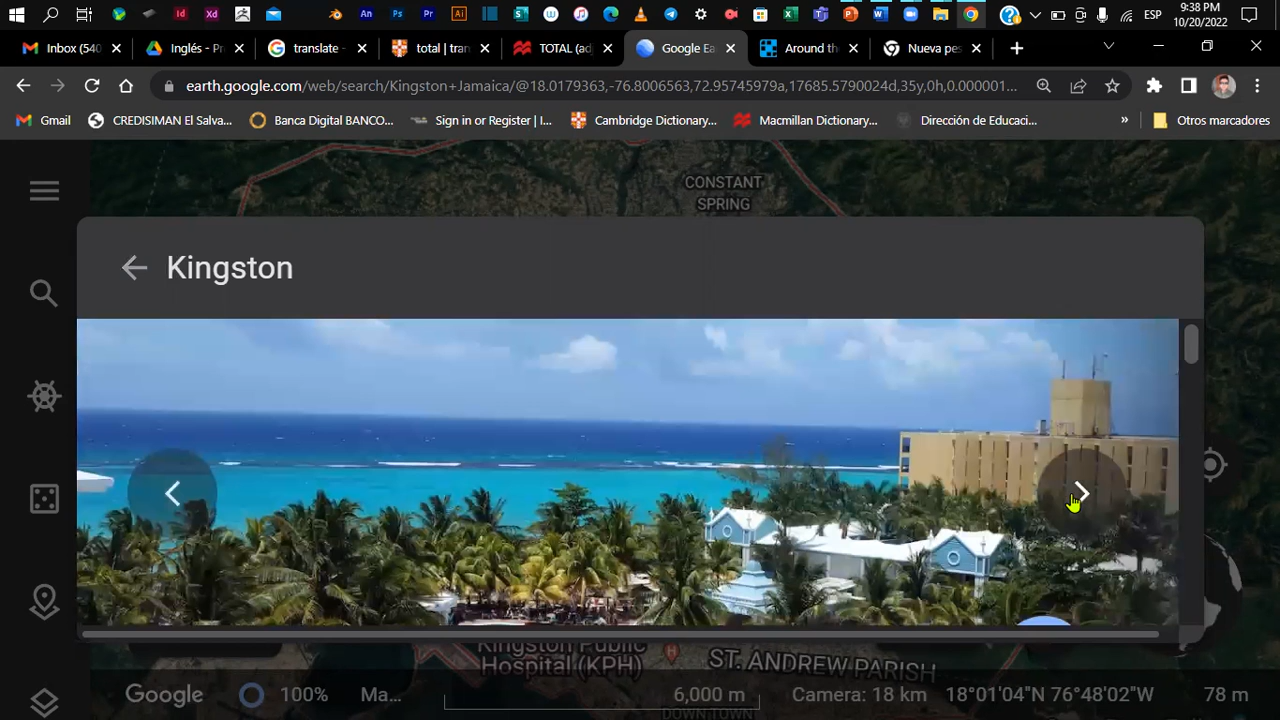 9:38 PM
ESP
10/20/2022
Inbox (540
Inglés - Pr
translate -
total | tran
TOTAL (ad
Google Ea
Around th
Nueva pes
earth.google.com/web/search/Kingston+Jamaica/@18.0179363,-76.8006563,72.95745979a,17685.5790024d,35y,0h,0.000001...
Gmail
CREDISIMAN El Salva...
Banca Digital BANCO...
Sign in or Register | I...
Cambridge Dictionary...
Macmillan Dictionary...
Dirección de Educaci...
»
Otros marcadores
CONSTANT
SPRING
Kingston
Kingston Public
Hospital (KPH)
ST. ANDREW PARISH
Google
100%
Ma...
6,000 m
Camera: 18 km
18°01'04"N 76°48'02"W
78 m
DOWN TOWN